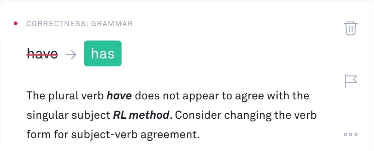 CORRECTNESS: GRAMMAR
have → has
The plural verb have does not appear to agree with the
singular subject RL method. Consider changing the verb
form for subject-verb agreement.